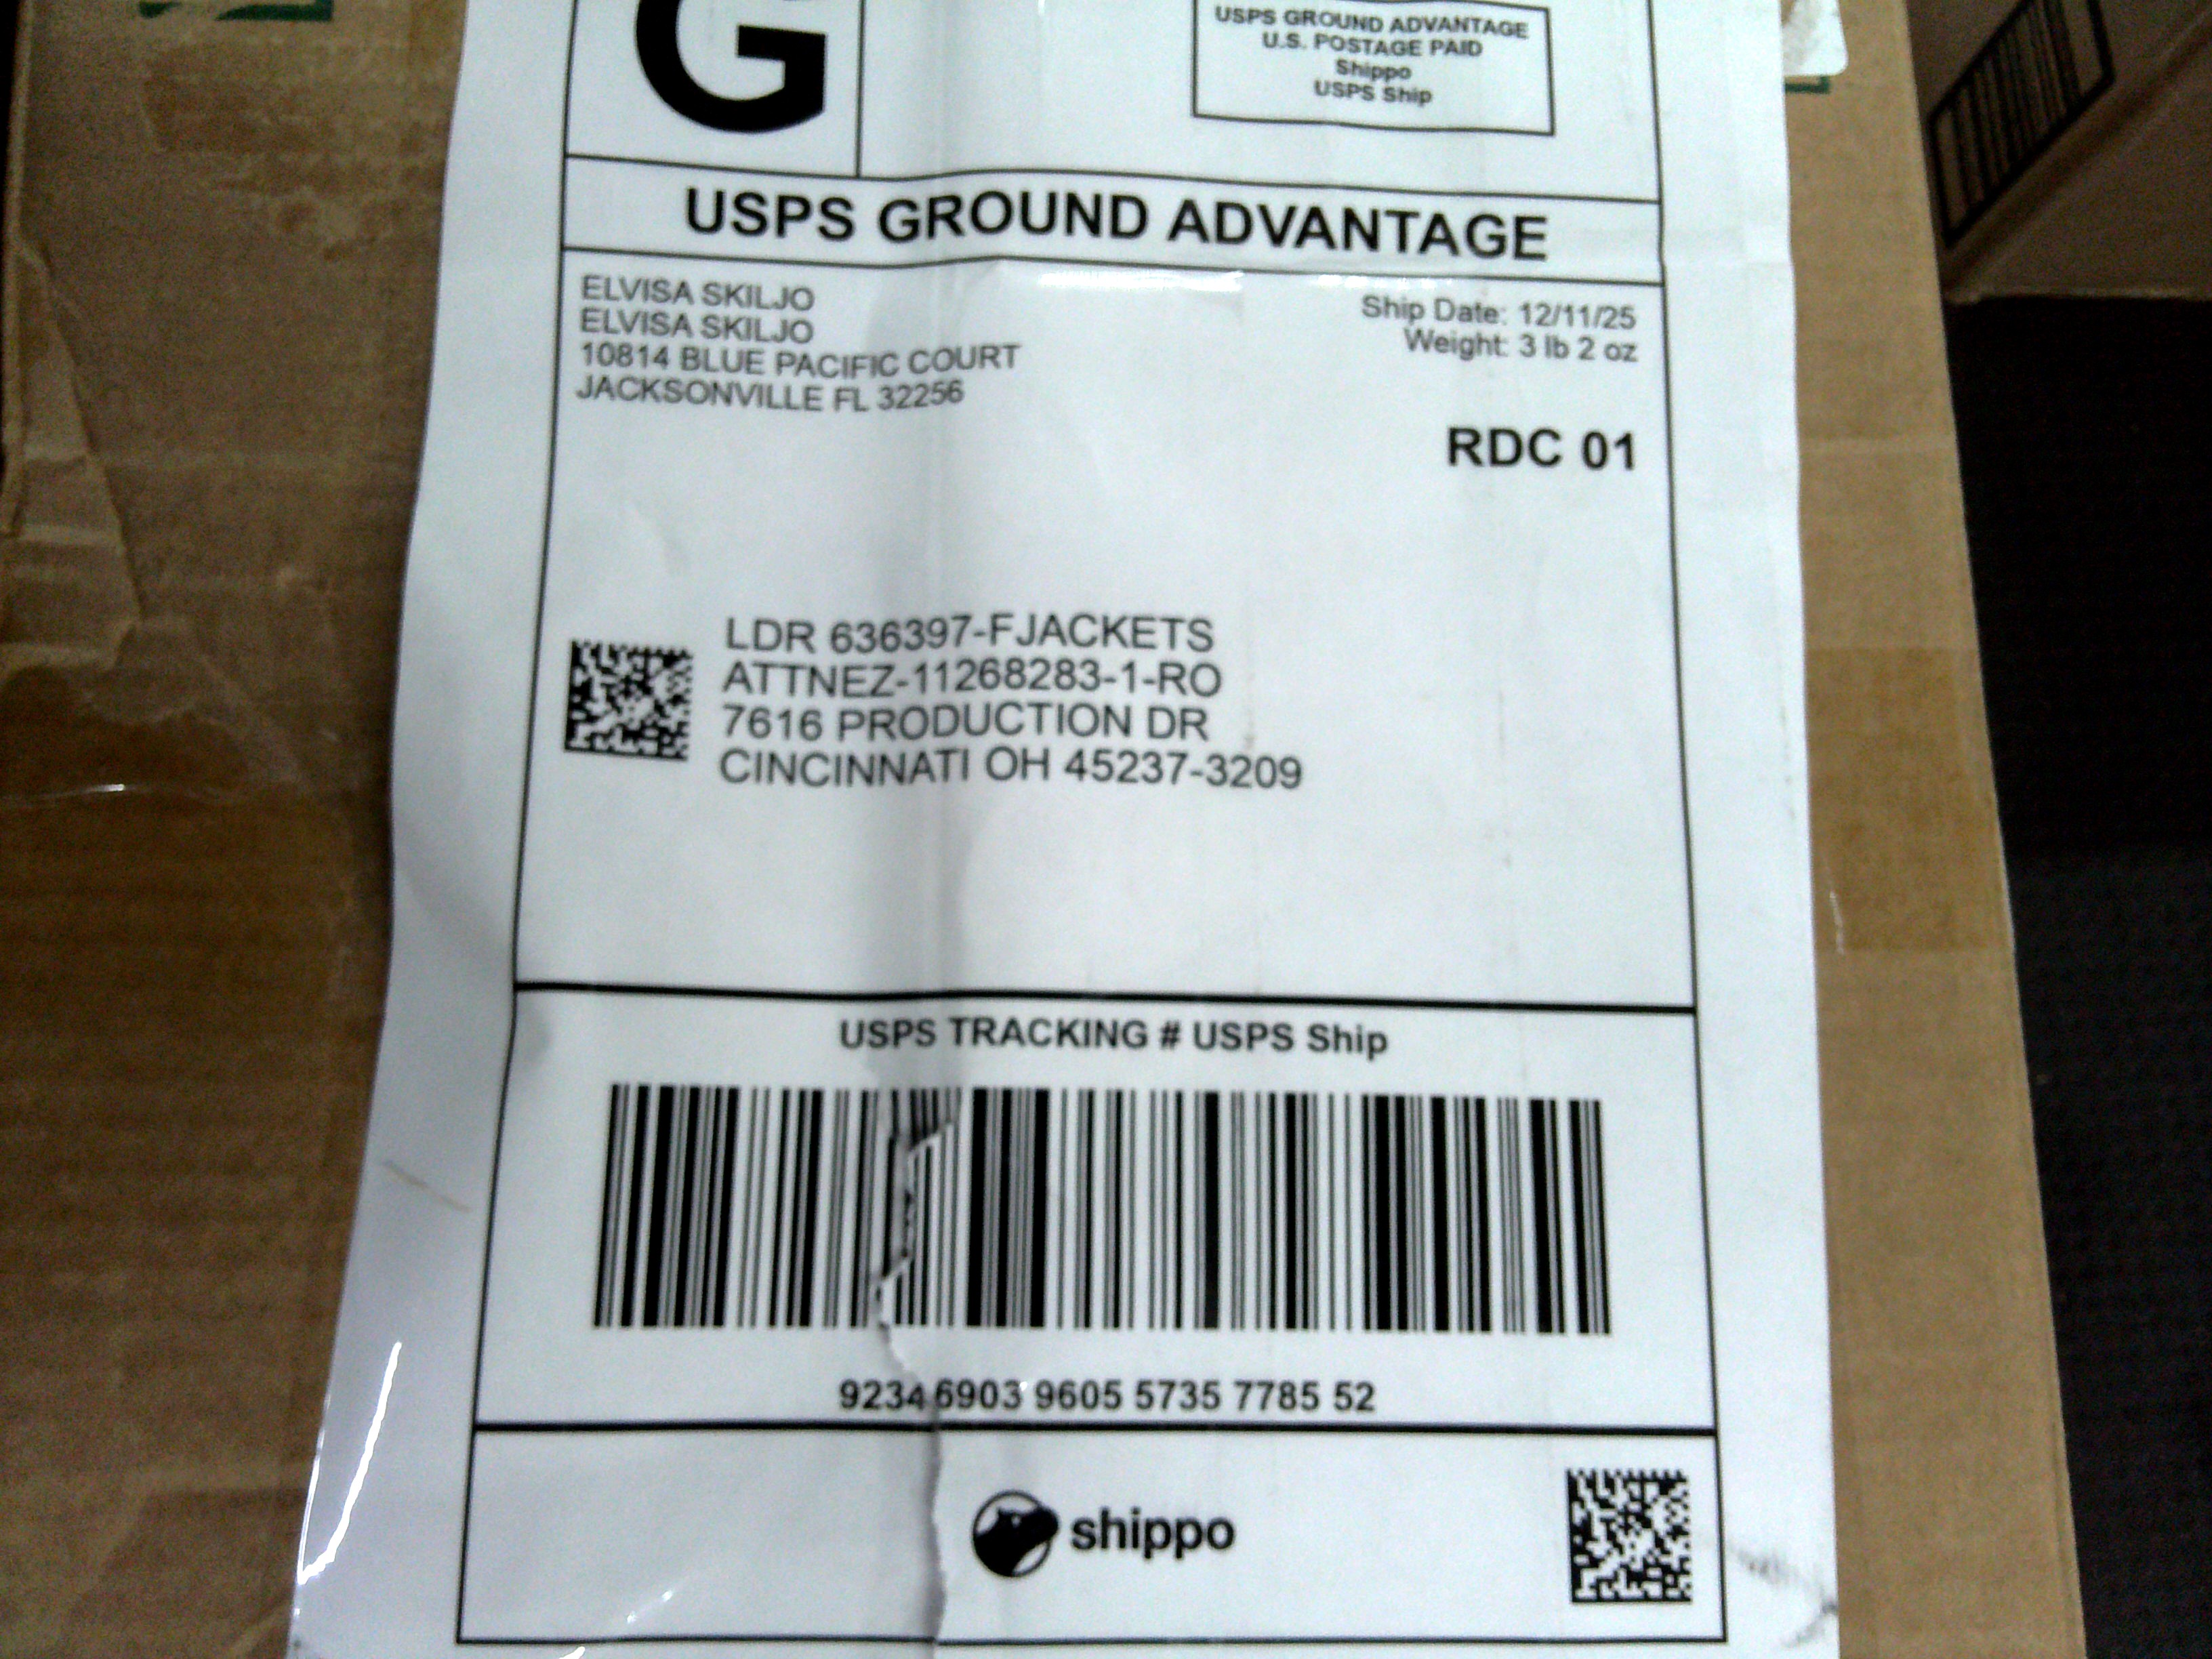 G
USPS GROUND ADVANTAGE
U.S. POSTAGE PAID
Shippo
USPS Ship
USPS GROUND ADVANTAGE
ELVISA SKILJO
ELVISA SKILJO
10814 BLUE PACIFIC COURT
JACKSONVILLE FL 32256
Ship Date: 12/11/25
Weight: 3 lb 2 oz
RDC 01
LDR 636397-FJACKETS
ATTNEZ-11268283-1-RO
7616 PRODUCTION DR
CINCINNATI OH 45237-3209
USPS TRACKING # USPS Ship
9234 6903 9605 5735 7785 52
shippo